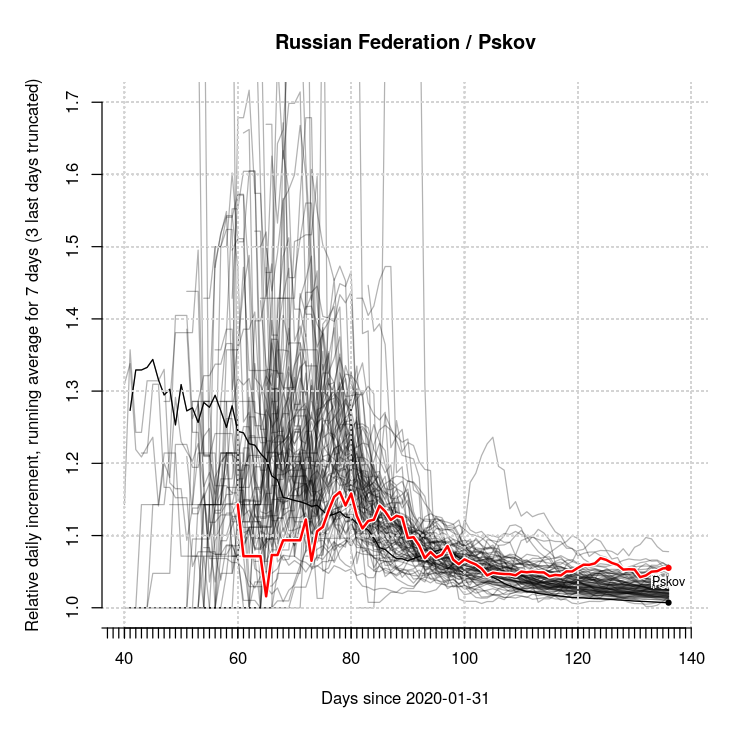 Russian Federation / Pskov
Relative daily increment, running average for 7 days (3 last days truncated)
1.7
1.6
1.5
1.4
1.3
1.2
1.1
1.0
Pskov
40 60 80 100 120 140
Days since 2020-01-31